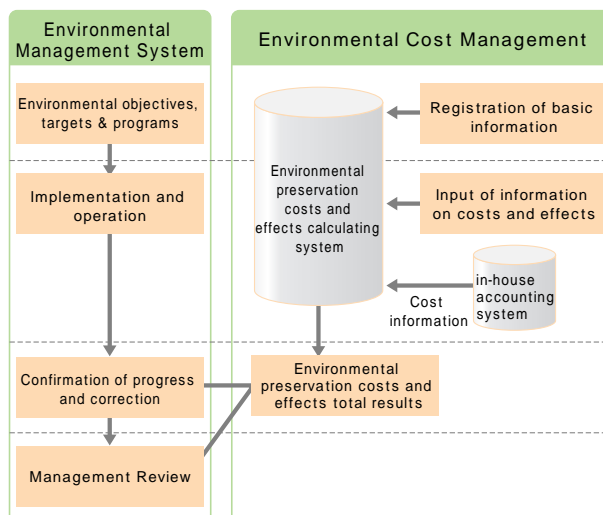 Environmental
Management System
Environmental Cost Management
Environmental objectives,
targets & programs
Implementation and
operation
Confirmation of progress
and correction
Management Review
Environmental
preservation
costs and
effects calculating
system
Registration of basic
information
Input of information
on costs and effects
in-house
accounting
system
Cost
information
Environmental
preservation costs and
effects total results